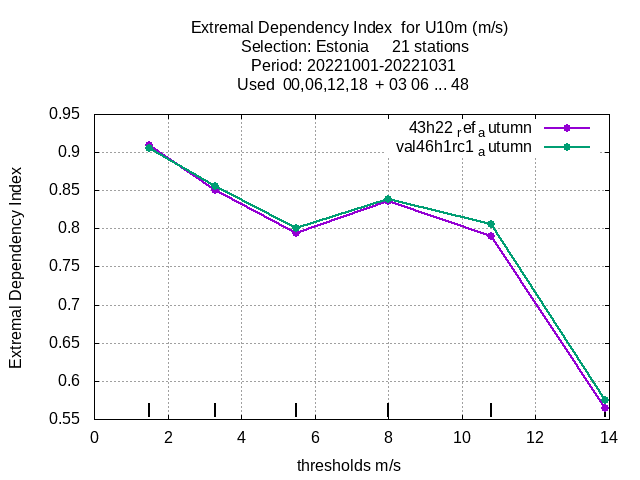 Extremal Dependency Index  for U10m (m/s)
Selection: Estonia     21 stations
Period: 20221001-20221031
Used  00,06,12,18  + 03 06 ... 48
0.95
0.9
0.85
0.8
0.75
0.7
0.65
0.6
0.55
Extremal Dependency Index
43h22 ref autumn
val46h1rc1 autumn
0 2 4 6 8 10 12 14
thresholds m/s